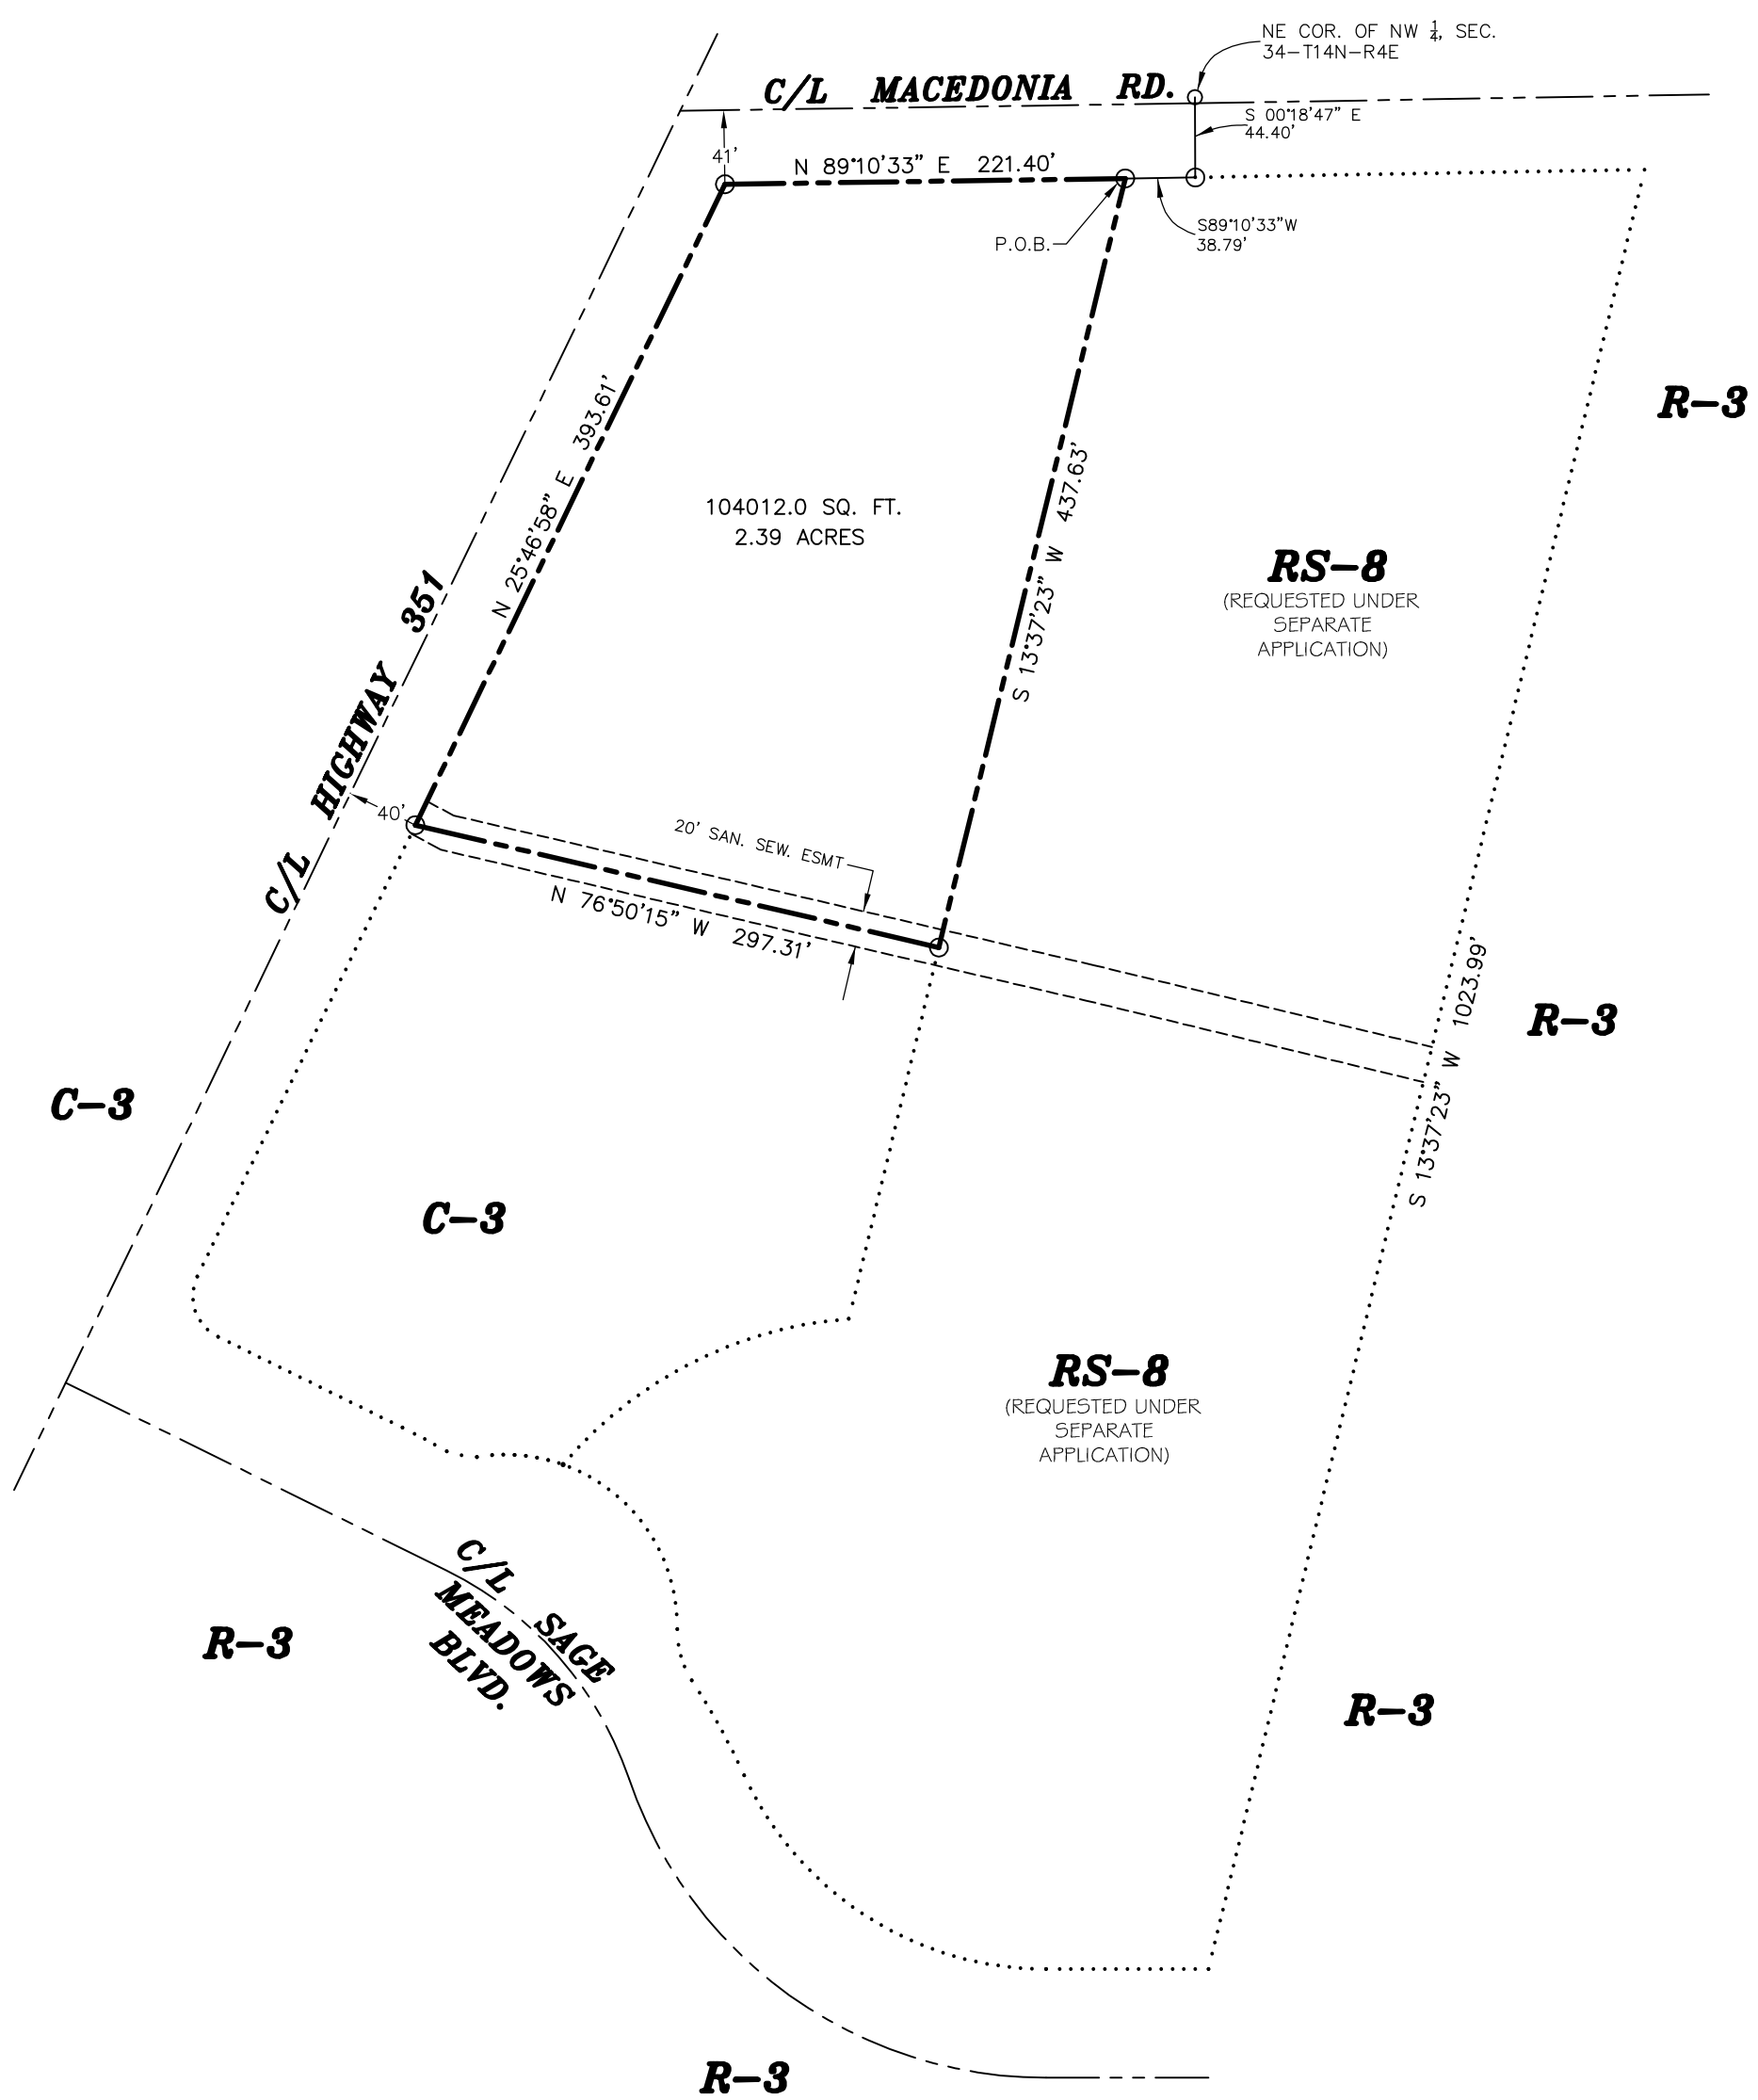 NE COR. OF NW ¼, SEC.
34-T14N-R4E
C/L MACEDONIA RD.
S 00°18'47" E
44.40'
41'
N 89°10'33" E 221.40'
S89°10'33"W
38.79'
P.O.B.
R-3
N 25°46'58" E 393.61'
S 13°37'23" W 437.63'
104012.0 SQ. FT.
2.39 ACRES
RS-8
(REQUESTED UNDER
SEPARATE
APPLICATION)
C/L HIGHWAY 351
40'
20' SAN. SEW. ESMT
N 76°50'15" W 297.31'
S 13°37'23" W 1023.99'
R-3
C-3
C-3
RS-8
(REQUESTED UNDER
SEPARATE
APPLICATION)
C/L SAGE
MEADOWS
BLVD.
R-3
R-3
R-3